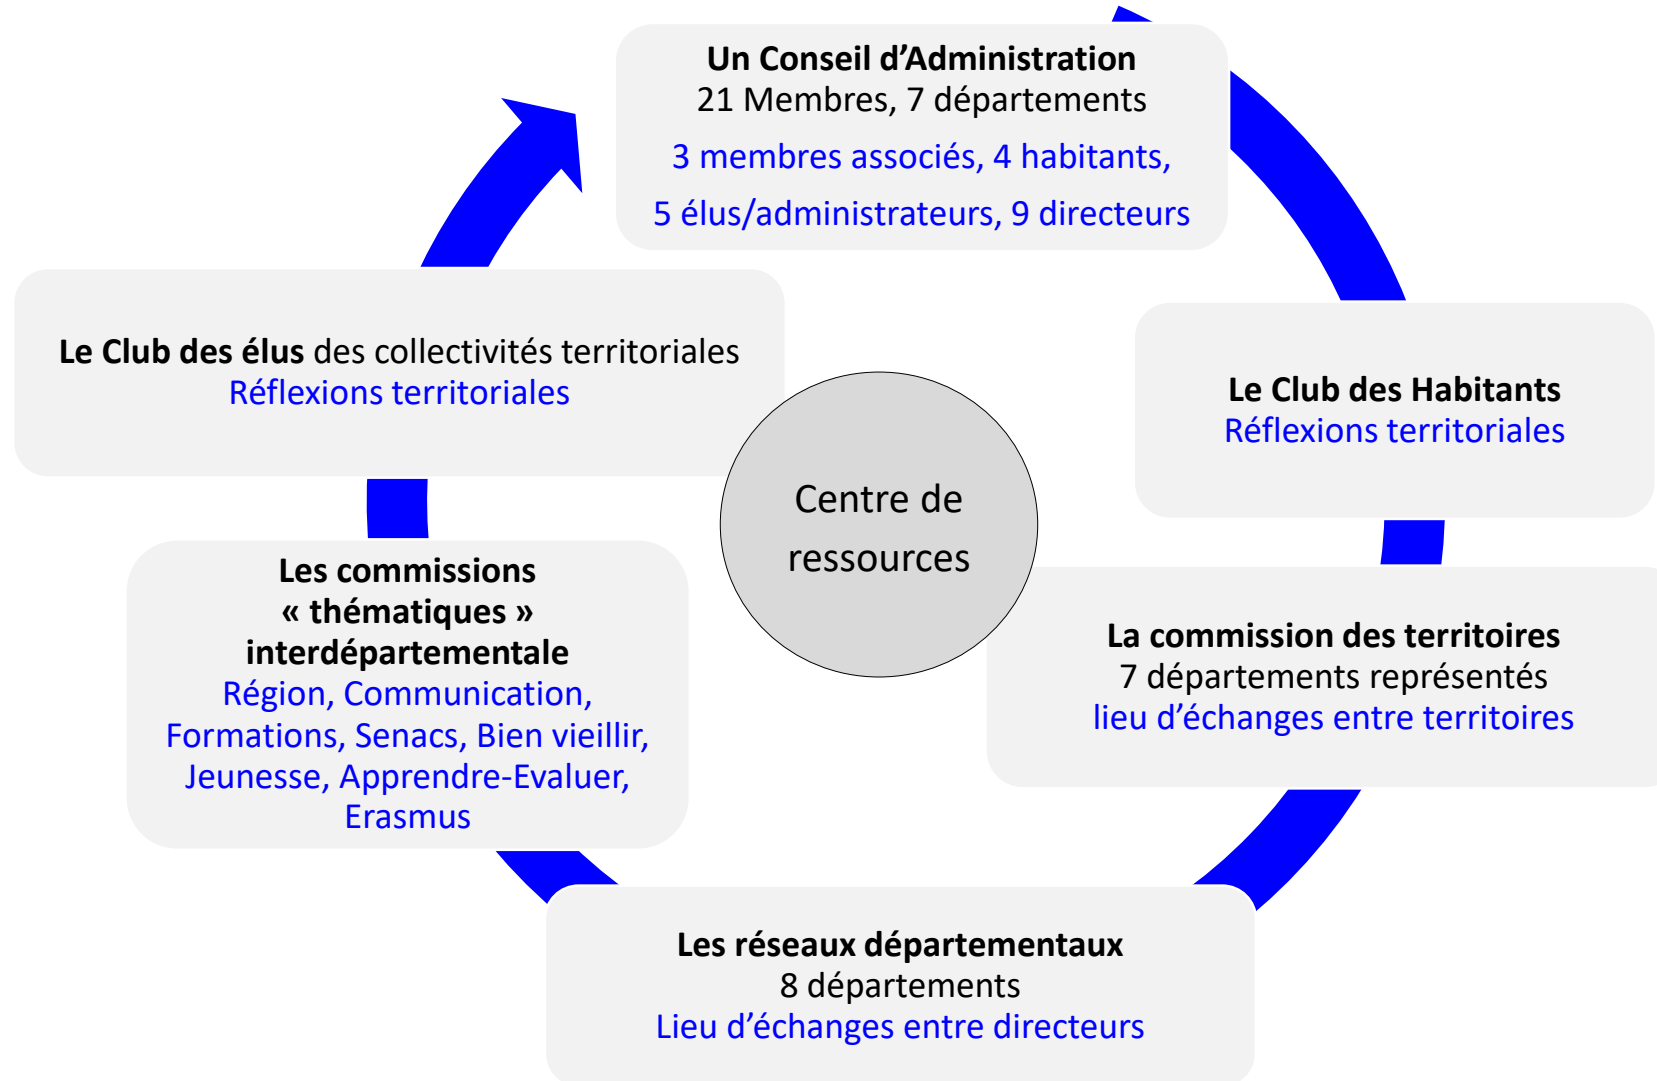 Un Conseil d’Administration
21 Membres, 7 départements
3 membres associés, 4 habitants,
5 élus/administrateurs, 9 directeurs
Le Club des élus des collectivités territoriales
Réflexions territoriales
Le Club des Habitants
Réflexions territoriales
Centre de
ressources
Les commissions
« thématiques »
interdépartementale
Région, Communication,
Formations, Senacs, Bien vieillir,
Jeunesse, Apprendre-Evaluer,
Erasmus
La commission des territoires
7 départements représentés
lieu d’échanges entre territoires
Les réseaux départementaux
8 départements
Lieu d’échanges entre directeurs